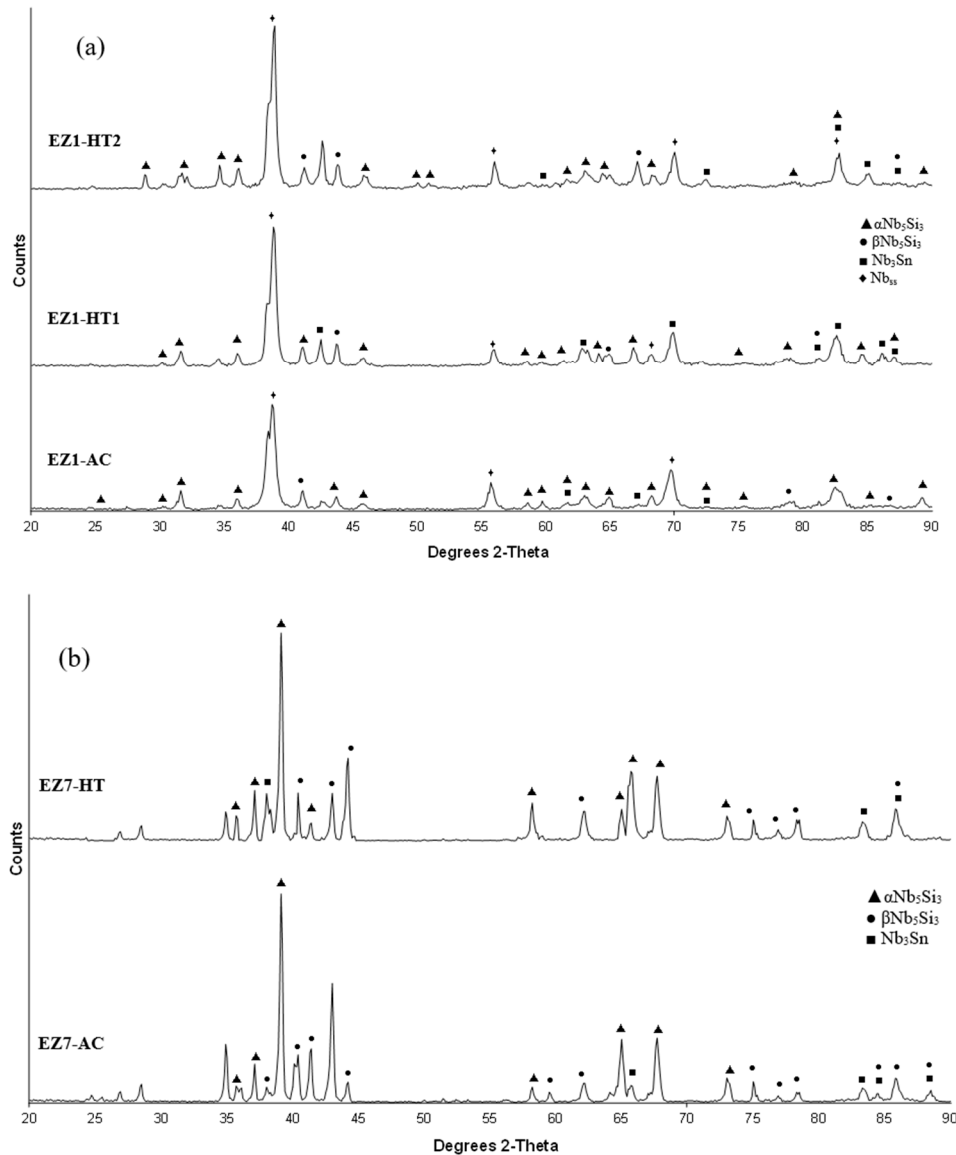 (a)
EZ1-HT2
▲ αNb₅Si₃
● βNb₅Si₃
■ Nb₃Sn
✦ Nbss
EZ1-HT1
EZ1-AC
Counts
20 25 30 35 40 45 50 55 60 65 70 75 80 85 90
Degrees 2-Theta
(b)
EZ7-HT
▲ αNb₅Si₃
● βNb₅Si₃
■ Nb₃Sn
EZ7-AC
Counts
20 25 30 35 40 45 50 55 60 65 70 75 80 85 90
Degrees 2-Theta